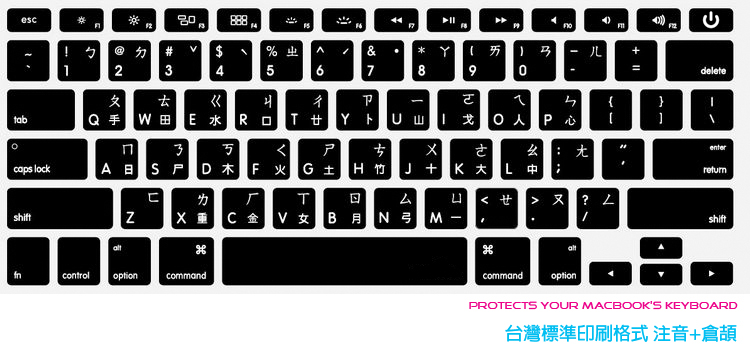 esc F1 F2 F3 F4 F5 F6 F7 F8 F9 F10 F11 F12
~ ! ㄅ @ ㄉ # ˇ $ ˋ % ㄓ ^ ˊ & ˙ * ㄚ ( ㄞ ) ㄢ – ㄦ +
` 1 2 3 4 5 6 7 8 9 0 - = delete
ㄆ ㄊ ㄍ ㄐ ㄔ ㄗ ㄧ ㄛ ㄟ ㄣ { } |
tab Q 手 W 田 E 水 R 口 T 廿 Y 卜 U 山 I 戈 O 人 P 心 [ ] \
ㄇ ㄋ ㄎ ㄑ ㄕ ㄘ ㄨ ㄜ ㄠ : ㄤ " enter
caps lock A 日 S 尸 D 木 F 火 G 土 H 竹 J 十 K 大 L 中 ; ' return
ㄈ ㄌ ㄏ ㄒ ㄖ ㄙ ㄩ < ㄝ > ㄡ ? ㄥ
shift Z X 重 C 金 V 女 B 月 N 弓 M 一 , . / shift
alt ⌘ ⌘ alt
fn control option command command option
PROTECTS YOUR MACBOOK'S KEYBOARD
台灣標準印刷格式 注音+倉頡